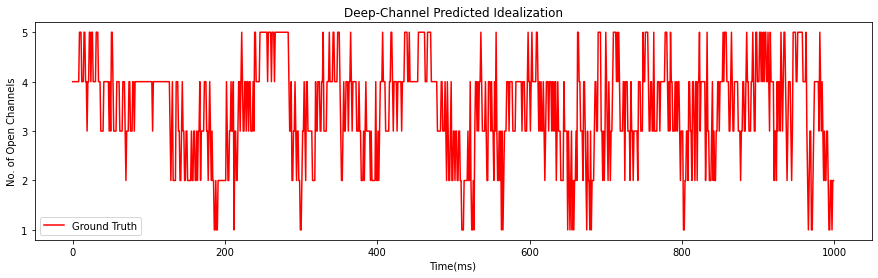 Deep-Channel Predicted Idealization
No. of Open Channels
5
4
3
2
1
Ground Truth
0
200
400
600
800
1000
Time(ms)